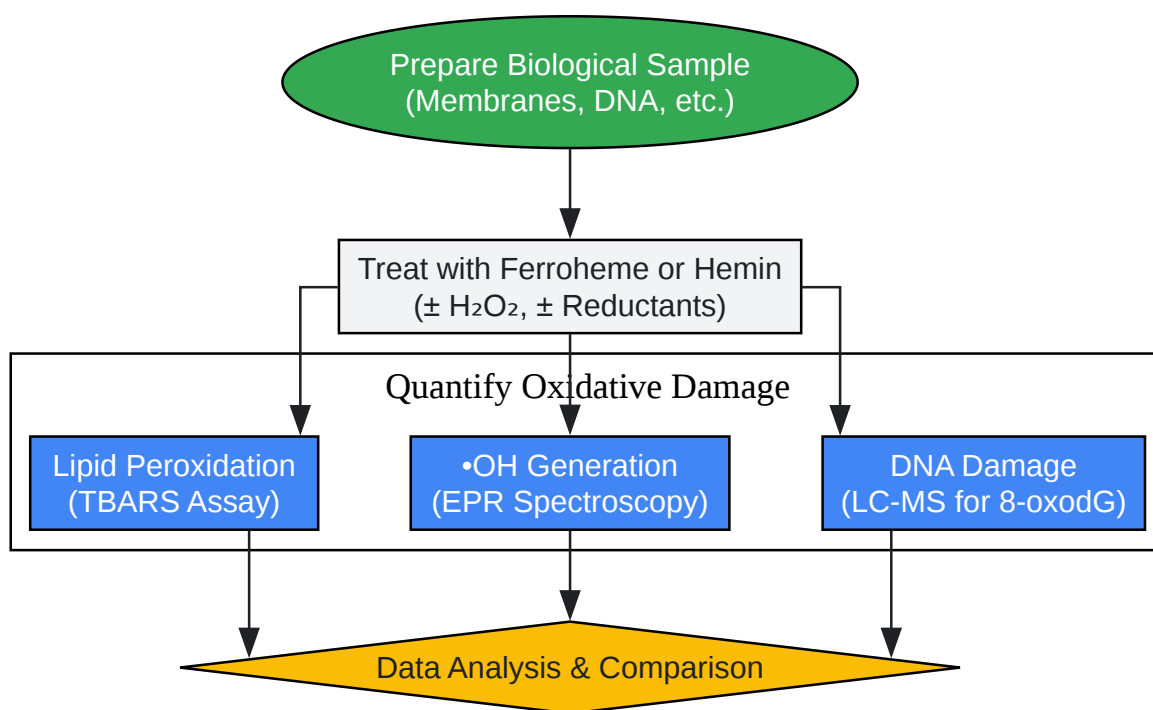 Prepare Biological Sample
(Membranes, DNA, etc.)
Treat with Ferroheme or Hemin
(± H₂O₂, ± Reductants)
Quantify Oxidative Damage
Lipid Peroxidation
(TBARS Assay)
•OH Generation
(EPR Spectroscopy)
DNA Damage
(LC-MS for 8-oxodG)
Data Analysis & Comparison